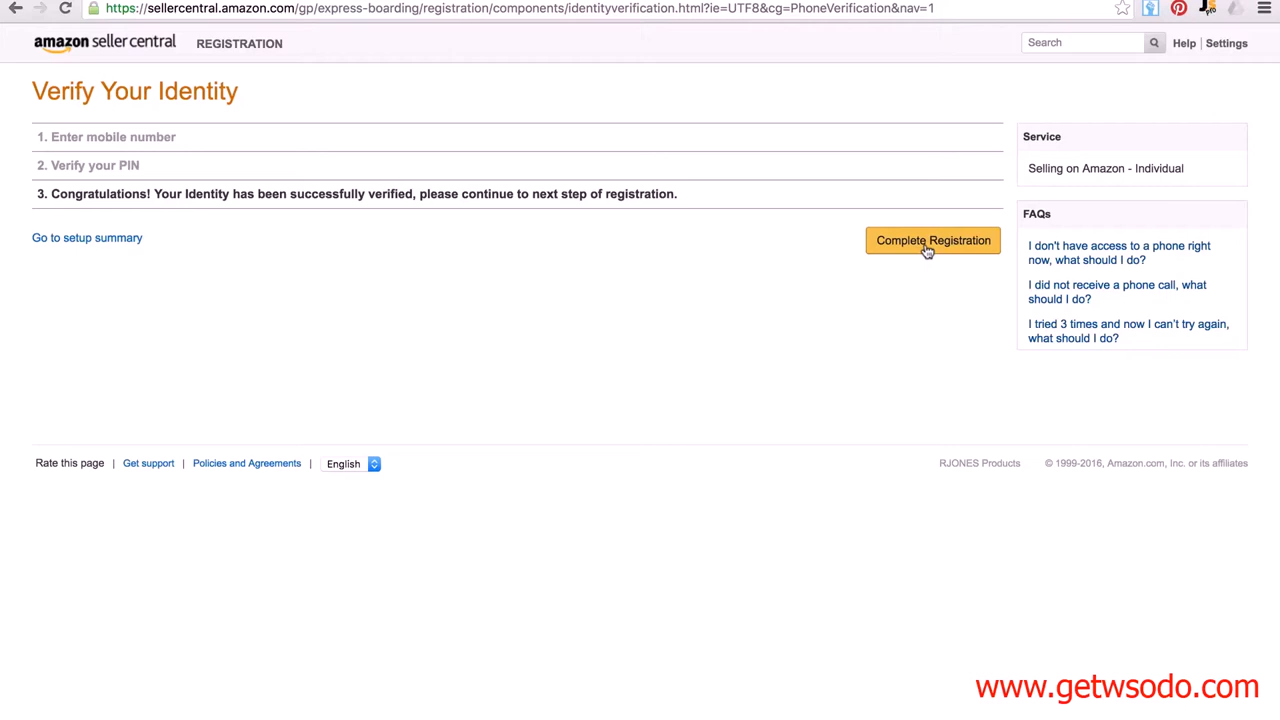 https://sellercentral.amazon.com/gp/express-boarding/registration/components/identityverification.html?ie=UTF8&cg=PhoneVerification&nav=1
amazon seller central REGISTRATION Search Help Settings
Verify Your Identity
1. Enter mobile number
2. Verify your PIN
3. Congratulations! Your Identity has been successfully verified, please continue to next step of registration.
Go to setup summary
Complete Registration
Service
Selling on Amazon - Individual
FAQs
I don't have access to a phone right
now, what should I do?
I did not receive a phone call, what
should I do?
I tried 3 times and now I can't try again,
what should I do?
Rate this page | Get support | Policies and Agreements | English
RJONES Products © 1999-2016, Amazon.com, Inc. or its affiliates
www.getwsodo.com